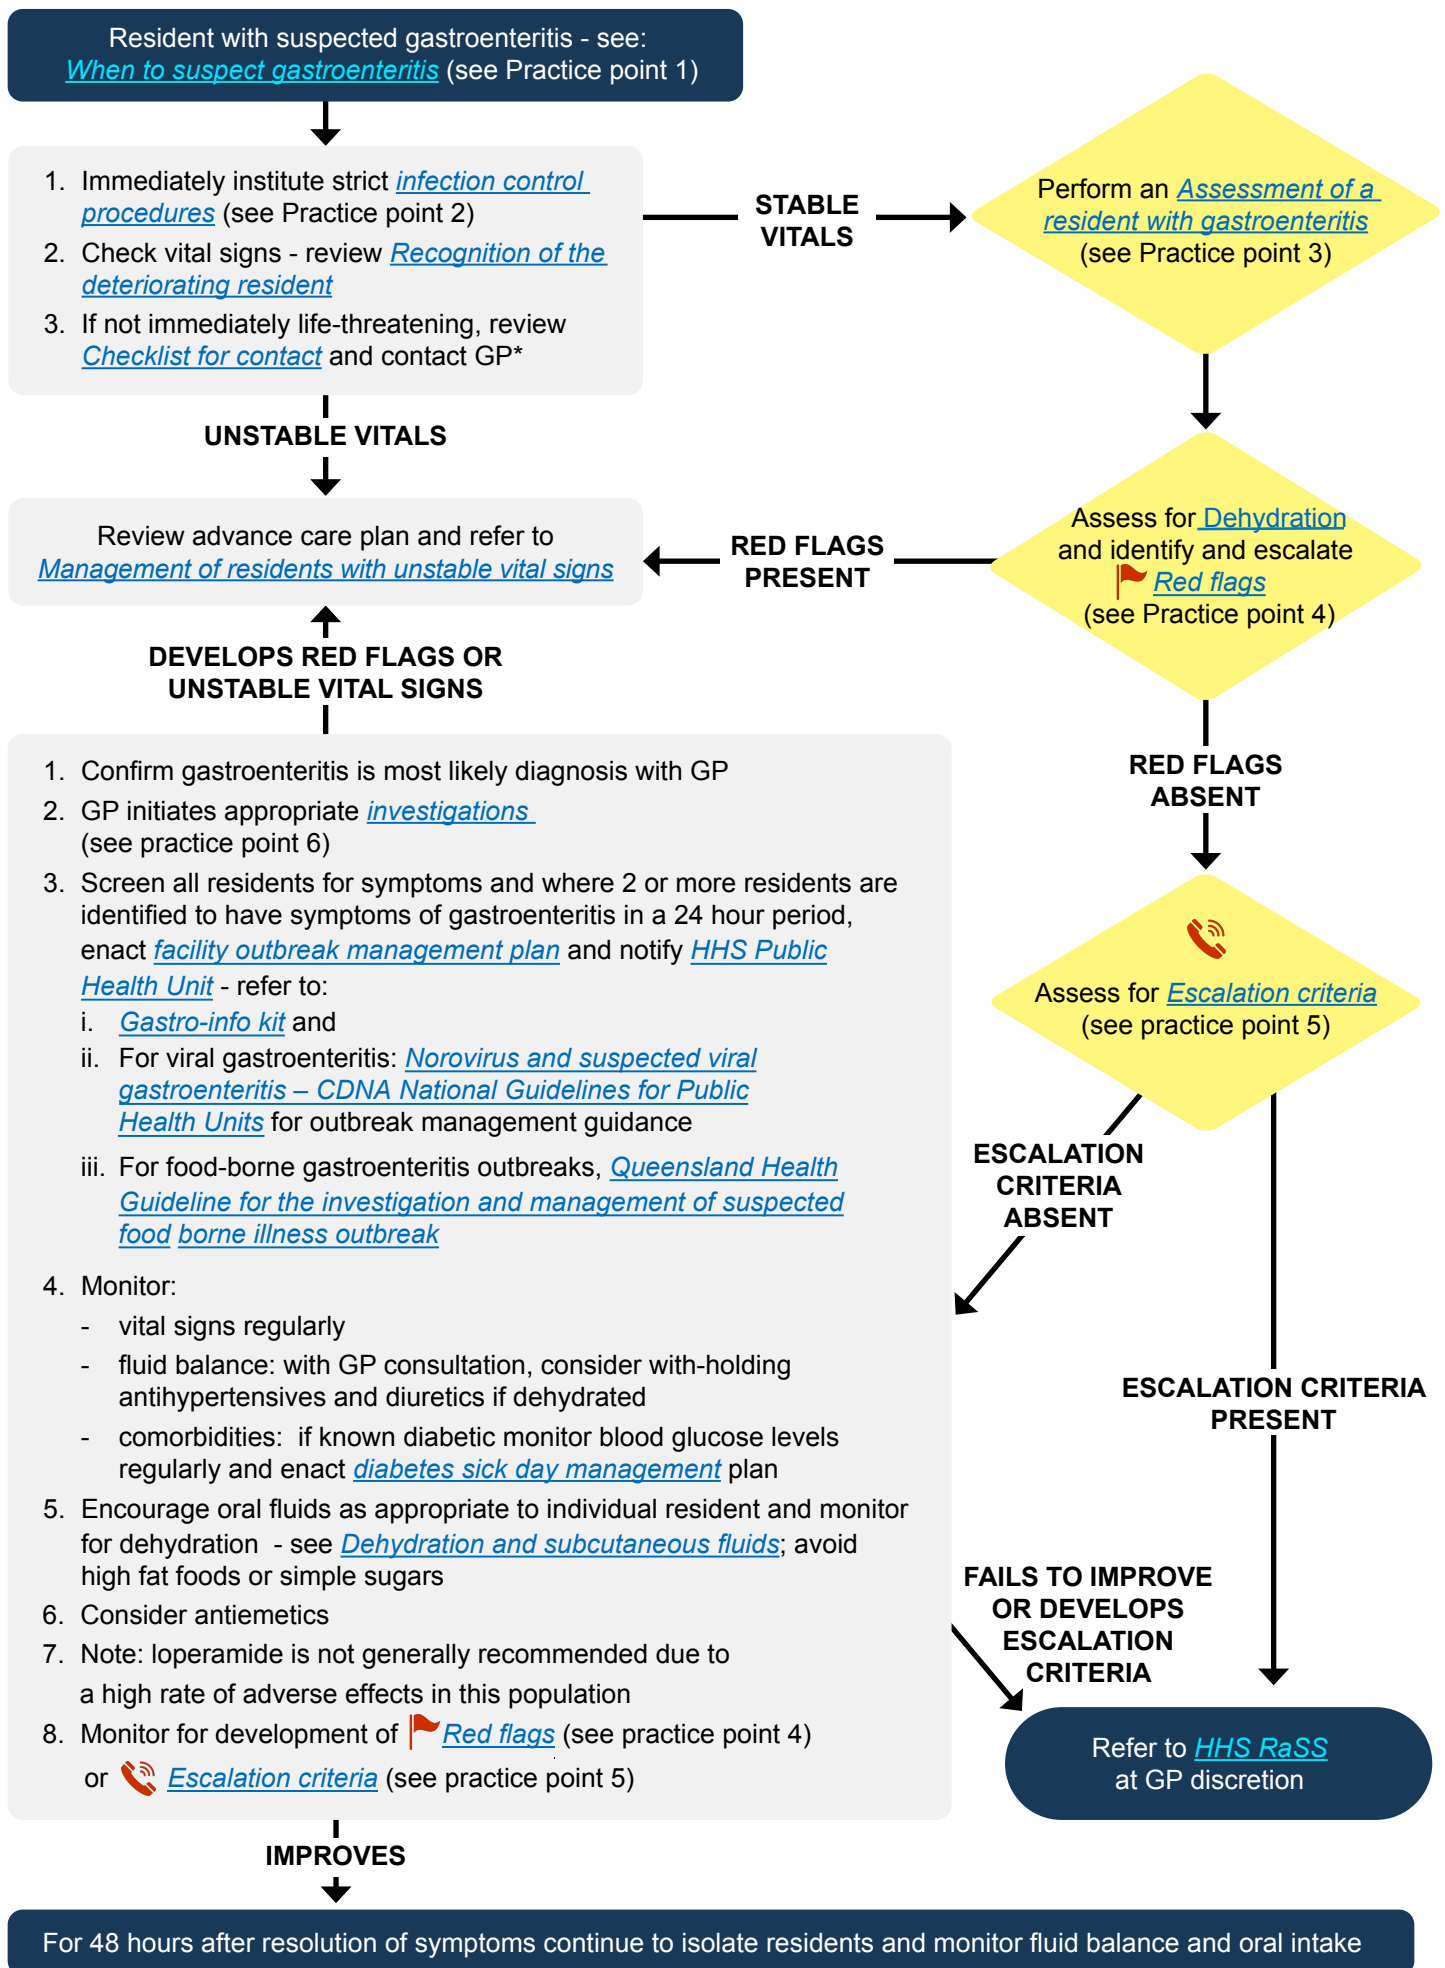 Resident with suspected gastroenteritis - see:
When to suspect gastroenteritis (see Practice point 1)
1. Immediately institute strict infection control
procedures (see Practice point 2)
2. Check vital signs - review Recognition of the
deteriorating resident
3. If not immediately life-threatening, review
Checklist for contact and contact GP*
STABLE
VITALS
Perform an Assessment of a
resident with gastroenteritis
(see Practice point 3)
UNSTABLE VITALS
Review advance care plan and refer to
Management of residents with unstable vital signs
RED FLAGS
PRESENT
Assess for Dehydration
and identify and escalate
Red flags
(see Practice point 4)
DEVELOPS RED FLAGS OR
UNSTABLE VITAL SIGNS
RED FLAGS
ABSENT
1. Confirm gastroenteritis is most likely diagnosis with GP
2. GP initiates appropriate investigations
(see practice point 6)
3. Screen all residents for symptoms and where 2 or more residents are
identified to have symptoms of gastroenteritis in a 24 hour period,
enact facility outbreak management plan and notify HHS Public
Health Unit - refer to:
i. Gastro-info kit and
ii. For viral gastroenteritis: Norovirus and suspected viral
gastroenteritis – CDNA National Guidelines for Public
Health Units for outbreak management guidance
iii. For food-borne gastroenteritis outbreaks, Queensland Health
Guideline for the investigation and management of suspected
food borne illness outbreak
4. Monitor:
- vital signs regularly
- fluid balance: with GP consultation, consider with-holding
antihypertensives and diuretics if dehydrated
- comorbidities: if known diabetic monitor blood glucose levels
regularly and enact diabetes sick day management plan
5. Encourage oral fluids as appropriate to individual resident and monitor
for dehydration - see Dehydration and subcutaneous fluids; avoid
high fat foods or simple sugars
6. Consider antiemetics
7. Note: loperamide is not generally recommended due to
a high rate of adverse effects in this population
8. Monitor for development of Red flags (see practice point 4)
or Escalation criteria (see practice point 5)
Assess for Escalation criteria
(see practice point 5)
ESCALATION
CRITERIA
ABSENT
ESCALATION CRITERIA
PRESENT
FAILS TO IMPROVE
OR DEVELOPS
ESCALATION
CRITERIA
Refer to HHS RaSS
at GP discretion
IMPROVES
For 48 hours after resolution of symptoms continue to isolate residents and monitor fluid balance and oral intake